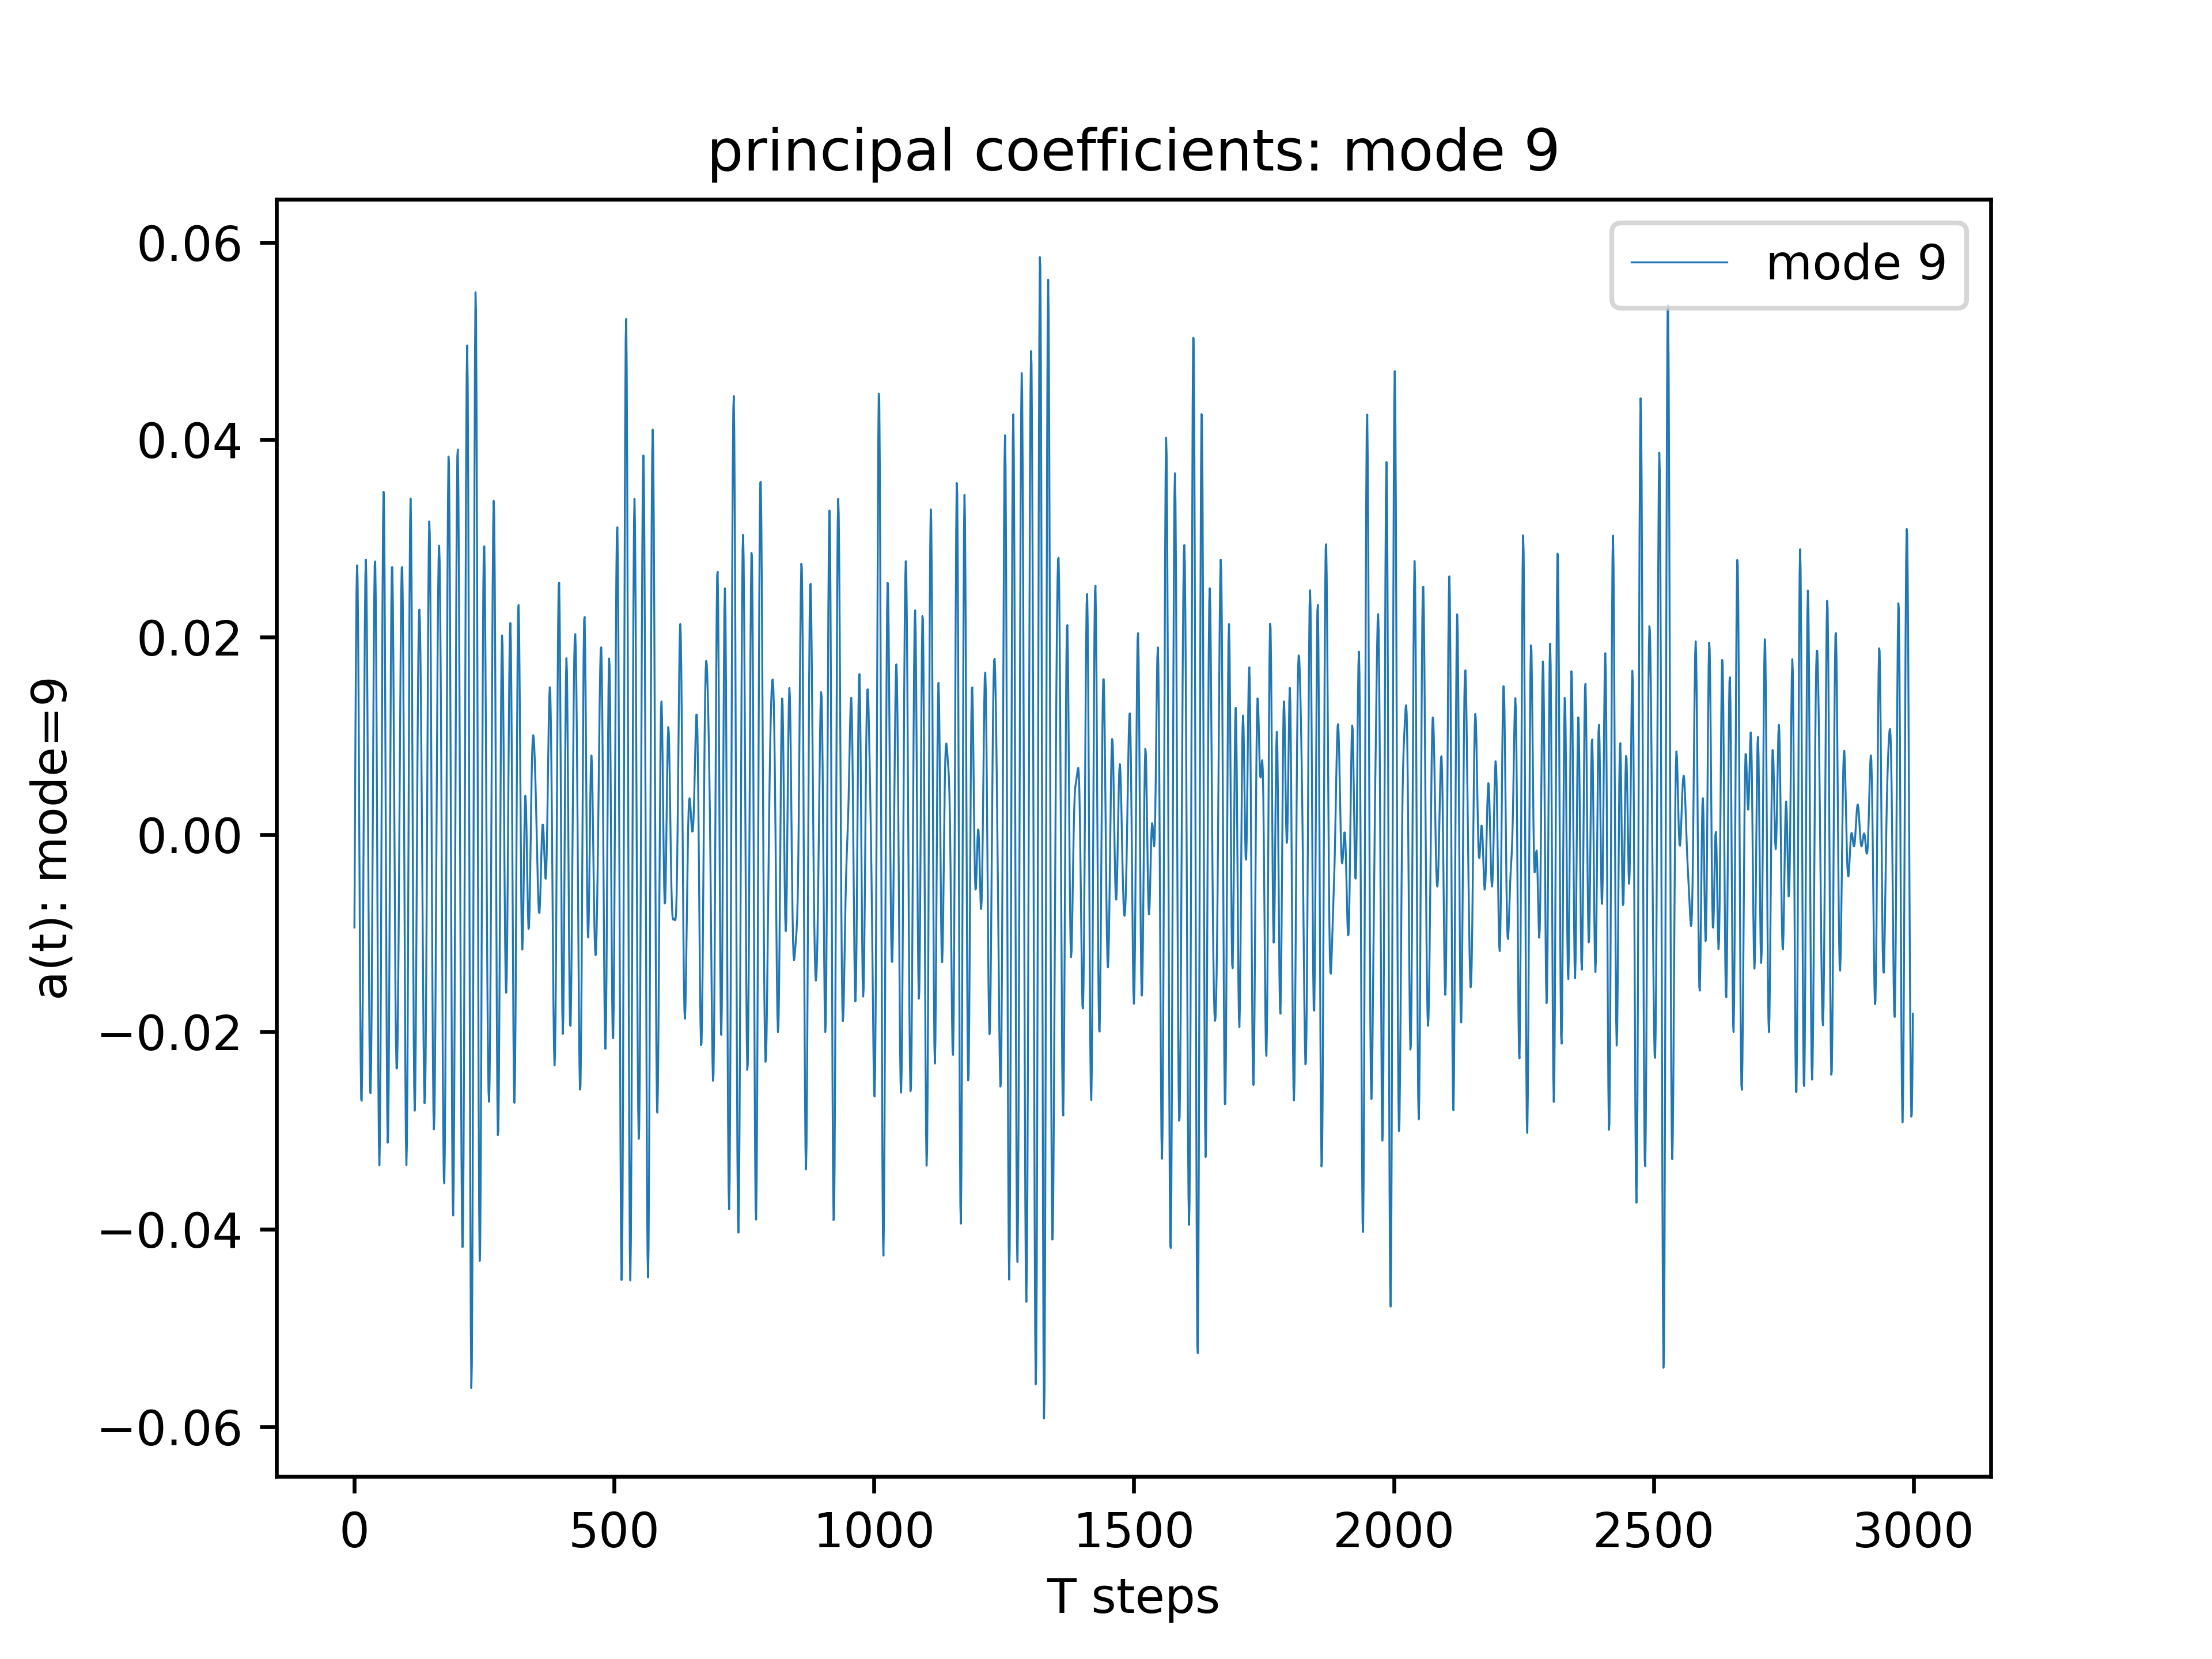 principal coefficients: mode 9
mode 9
0.06
0.04
0.02
0.00
−0.02
−0.04
−0.06
a(t): mode=9
0 500 1000 1500 2000 2500 3000
T steps